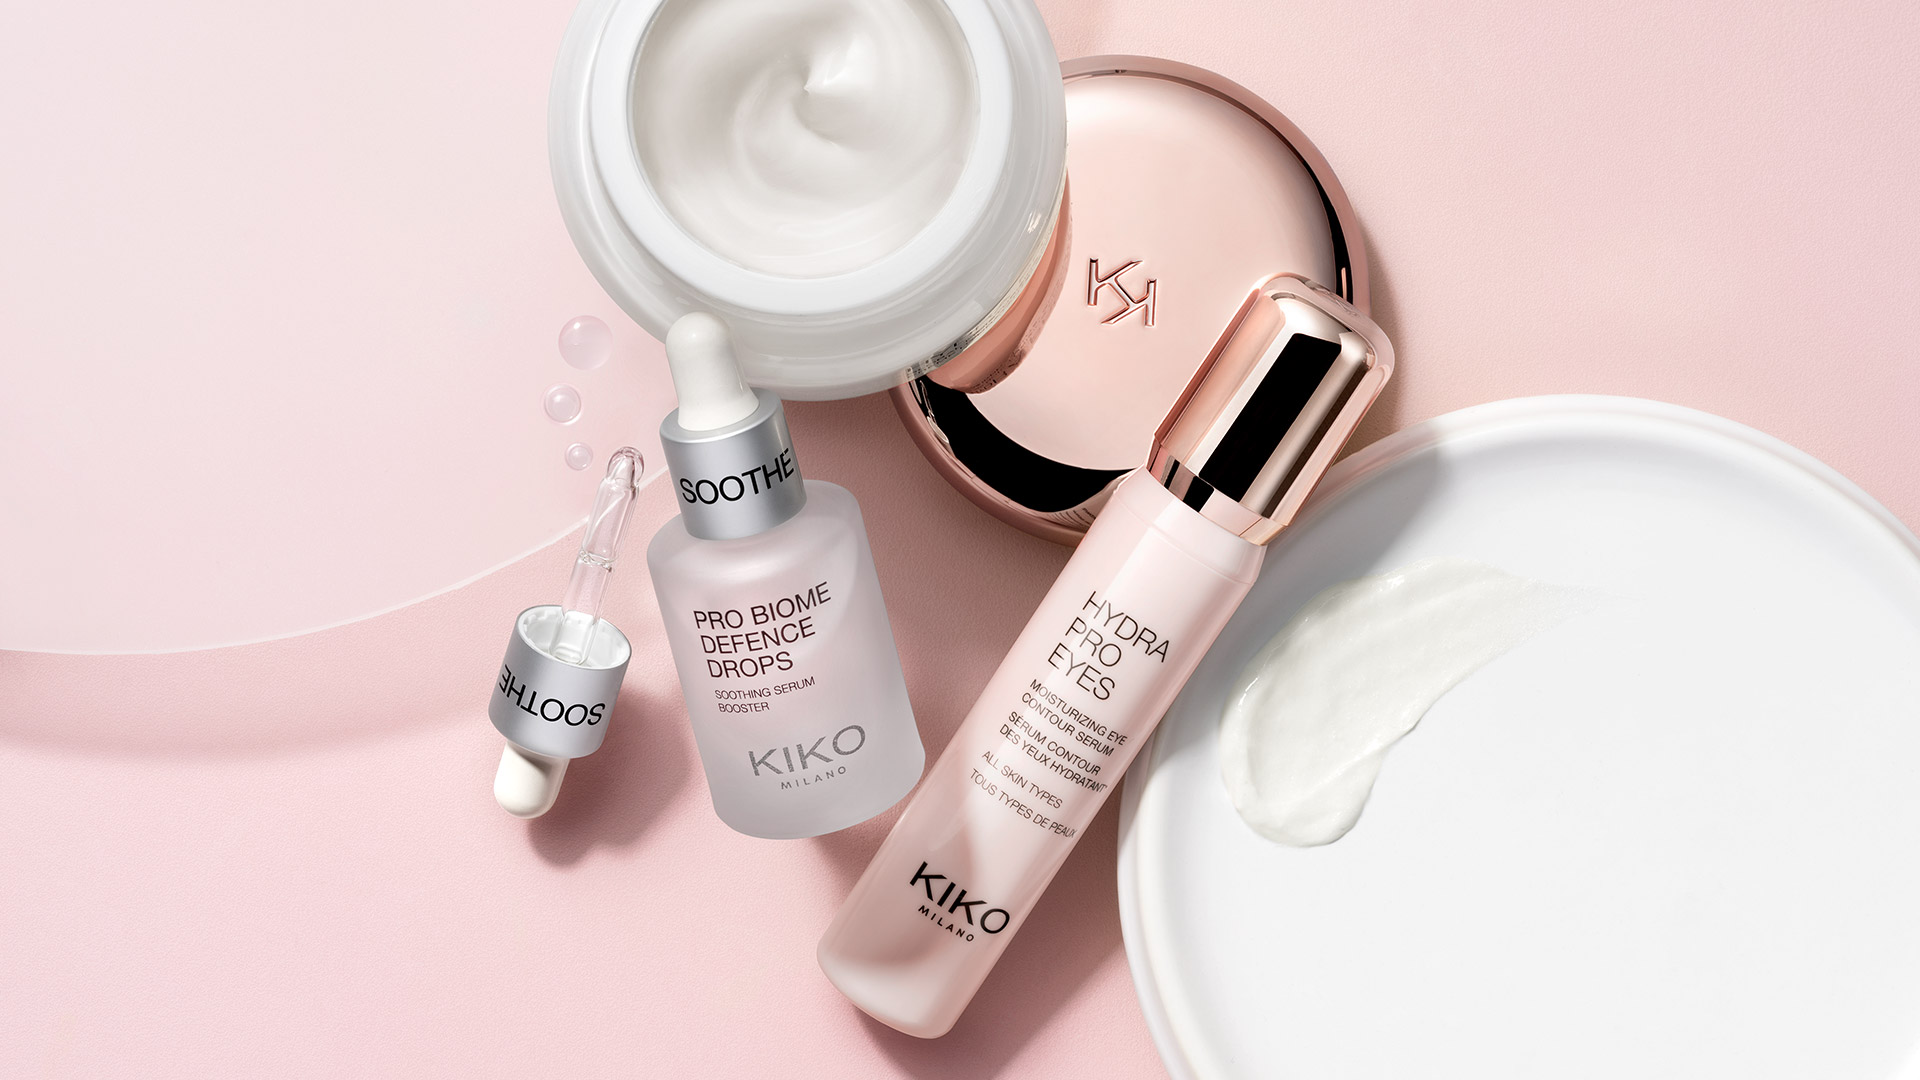 SOOTHE
PRO BIOME
DEFENCE
DROPS
SOOTHING SERUM
BOOSTER
KIKO
MILANO
SOOTHE
HYDRA
PRO
EYES
MOISTURIZING EYE
CONTOUR SERUM
SÉRUM CONTOUR
DES YEUX HYDRATANT
ALL SKIN TYPES
TOUS TYPES DE PEAUX
KIKO
MILANO